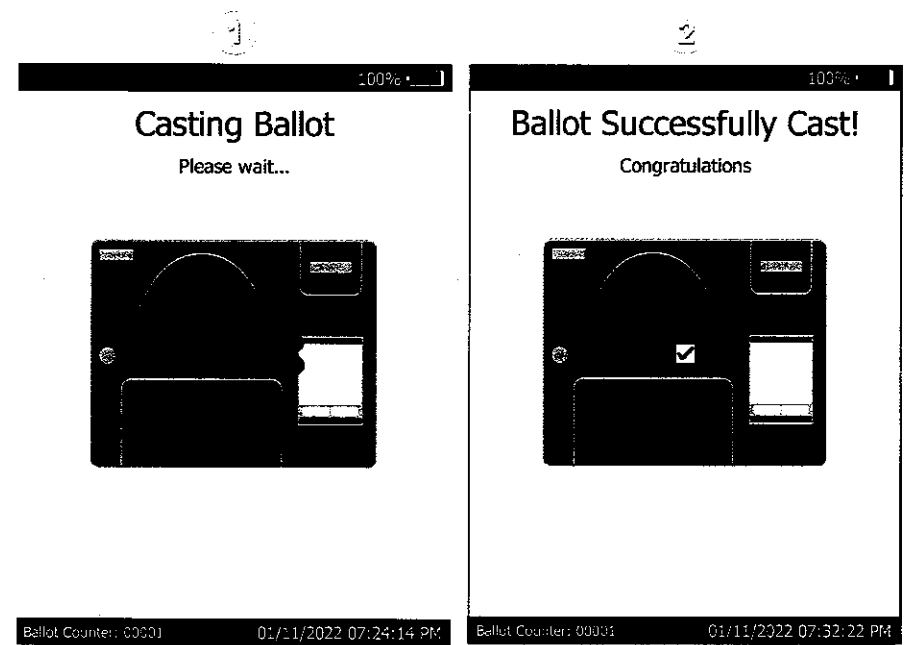 1
100%
Casting Ballot
Please wait...
Ballot Counter: 00001
01/11/2022 07:24:14 PM
2
100%
Ballot Successfully Cast!
Congratulations
Ballot Counter: 00001
01/11/2022 07:32:22 PM